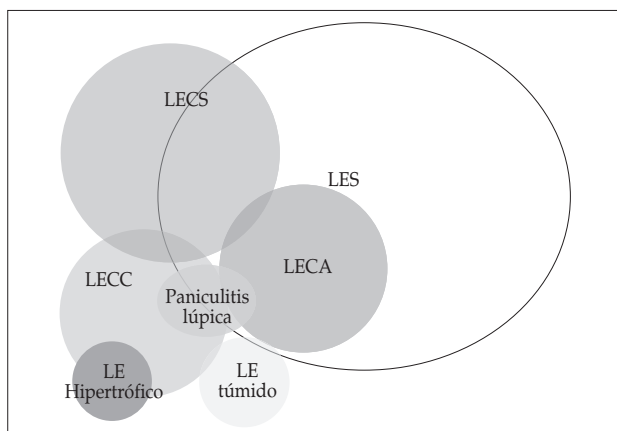 LECS
LES
LECA
LECC
Paniculitis
lúpica
LE
Hipertrófico
LE
túmido